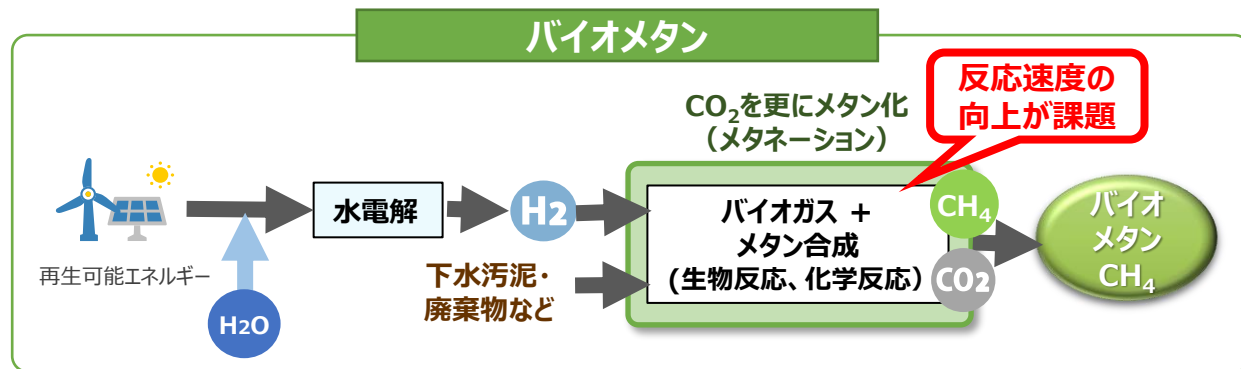 バイオメタン
反応速度の
向上が課題
CO₂を更にメタン化
（メタネーション）
再生可能エネルギー
H2O
水電解
H2
下水汚泥・
廃棄物など
バイオガス +
メタン合成
(生物反応、化学反応)
CH₄
CO2
バイオ
メタン
CH₄